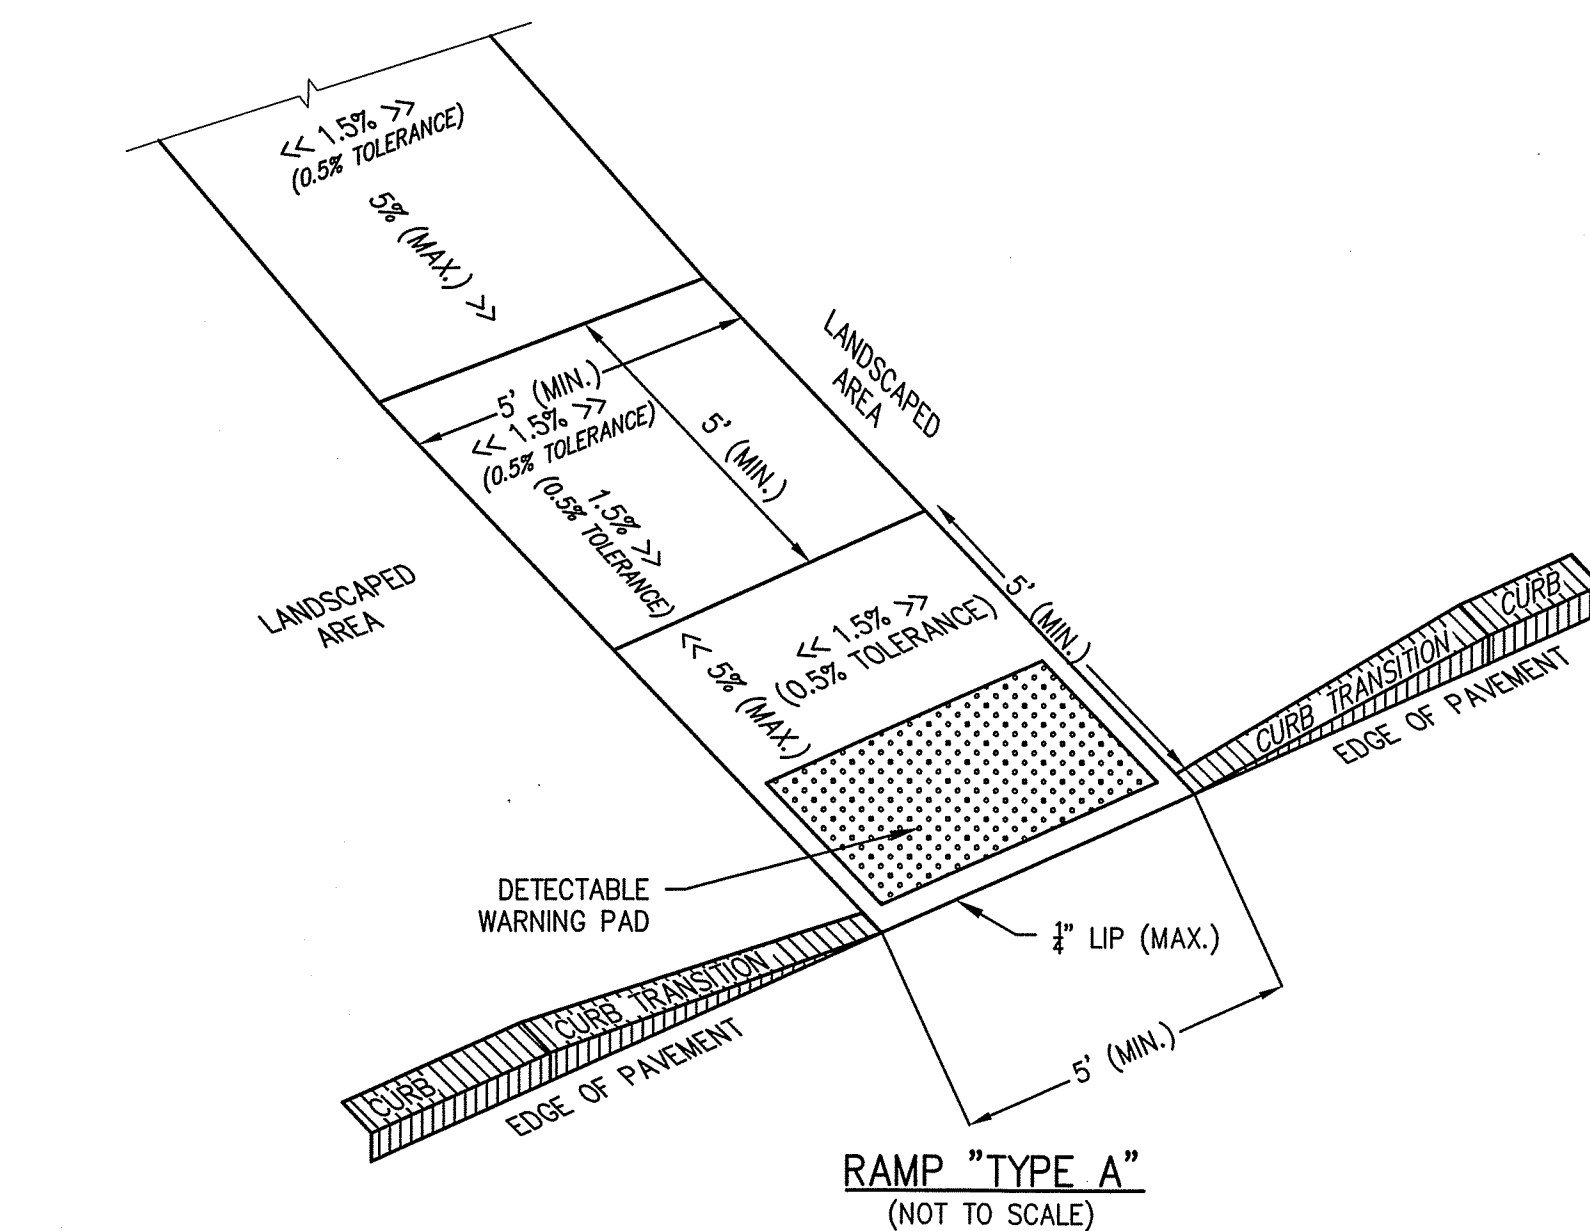 << 1.5% >>
(0.5% TOLERANCE)
5% (MAX.) >>
LANDSCAPED
AREA
5' (MIN.)
<< 1.5% >>
(0.5% TOLERANCE)
5' (MIN.)
1.5% >>
(0.5% TOLERANCE)
LANDSCAPED
AREA
5' (MIN.)
<< 1.5% >>
(0.5% TOLERANCE)
<< 5% (MAX.)
CURB
CURB TRANSITION
EDGE OF PAVEMENT
DETECTABLE
WARNING PAD
1/4" LIP (MAX.)
CURB TRANSITION
CURB
EDGE OF PAVEMENT
5' (MIN.)
RAMP "TYPE A"
(NOT TO SCALE)